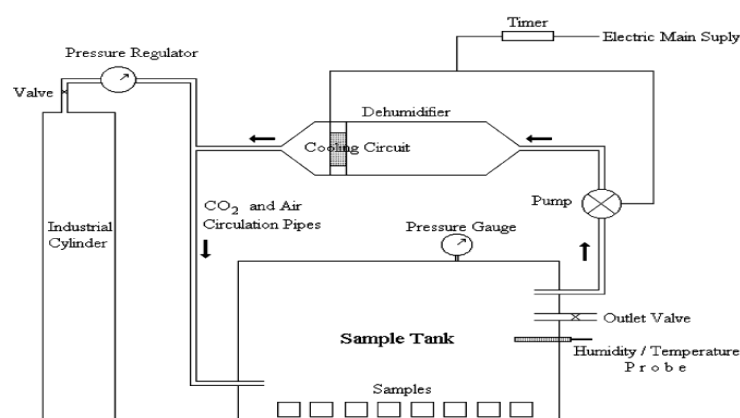 Timer
Electric Main Suply
Pressure Regulator
Valve
Dehumidifier
Cooling Circuit
CO2 and Air
Circulation Pipes
Pump
Pressure Gauge
Industrial
Cylinder
Outlet Valve
Sample Tank
Humidity / Temperature
P r o b e
Samples